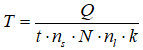 T = Q / (t · n_s · N · n_l · k)